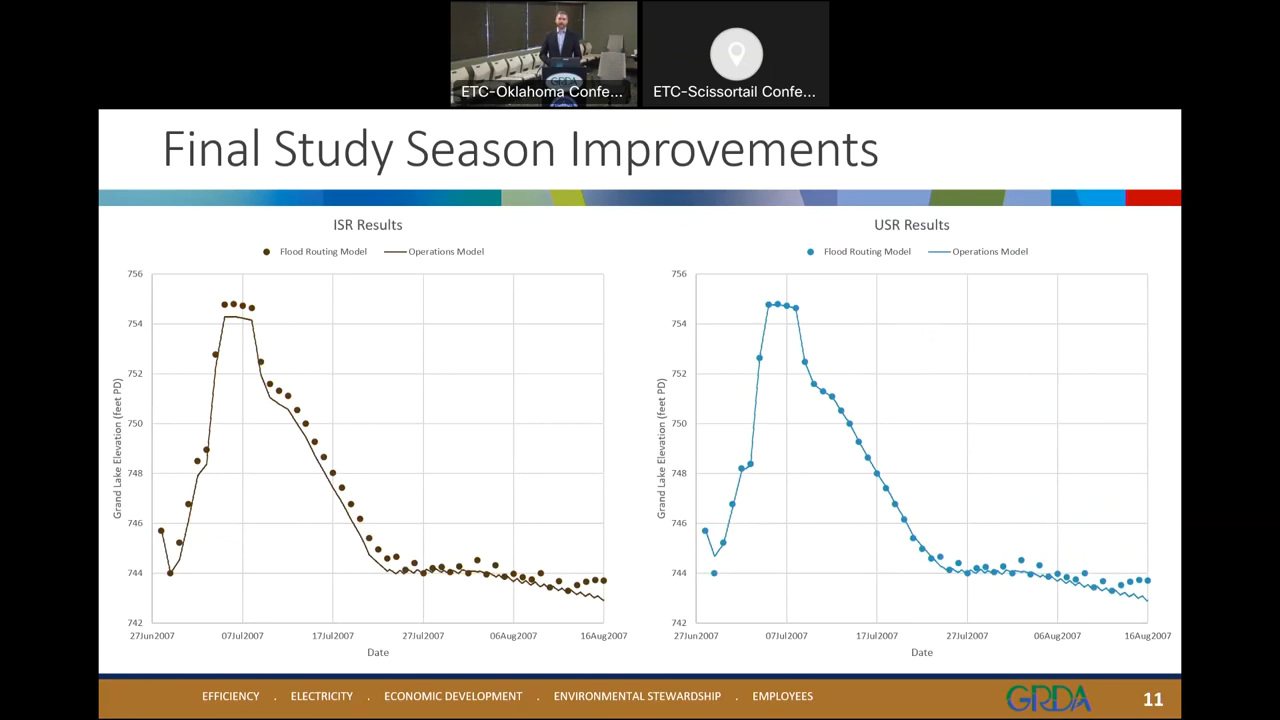 GRDA
ETC-Oklahoma Confe...
ETC-Scissortail Confe...
Final Study Season Improvements
ISR Results
Flood Routing Model
Operations Model
756
754
752
750
748
746
744
742
Grand Lake Elevation (feet PD)
27Jun2007
07Jul2007
17Jul2007
27Jul2007
06Aug2007
16Aug2007
Date
USR Results
Flood Routing Model
Operations Model
756
754
752
750
748
746
744
742
Grand Lake Elevation (feet PD)
27Jun2007
07Jul2007
17Jul2007
27Jul2007
06Aug2007
16Aug2007
Date
EFFICIENCY . ELECTRICITY . ECONOMIC DEVELOPMENT . ENVIRONMENTAL STEWARDSHIP . EMPLOYEES
GRDA
11